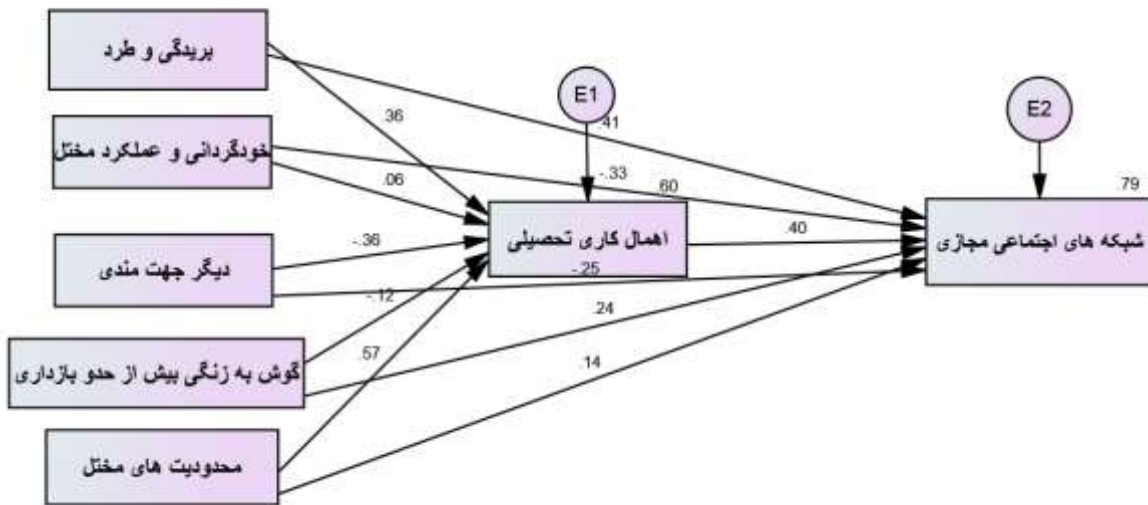 بریدگی و طرد
E1
E2
.36
.41
خودگردانی و عملکرد مختل
.06
-.33
.60
.79
اهمال کاری تحصیلی
.40
شبکه های اجتماعی مجازی
دیگر جهت مندی
-.36
-.25
-.12
.24
گوش به زنگی بیش از حدو بازداری
.57
.14
محدودیت های مختل